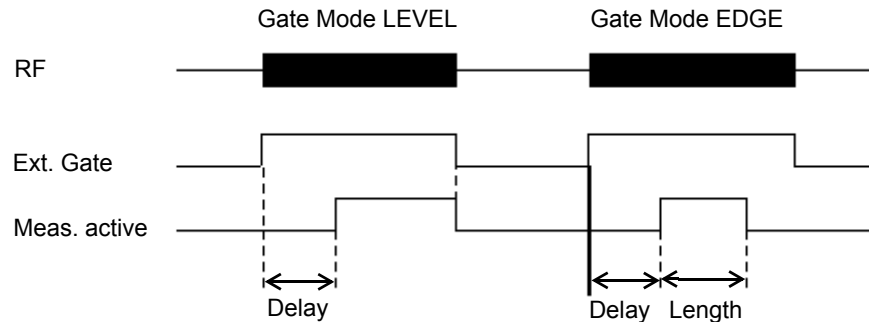 Gate Mode LEVEL Gate Mode EDGE
RF
Ext. Gate
Meas. active
Delay Delay Length